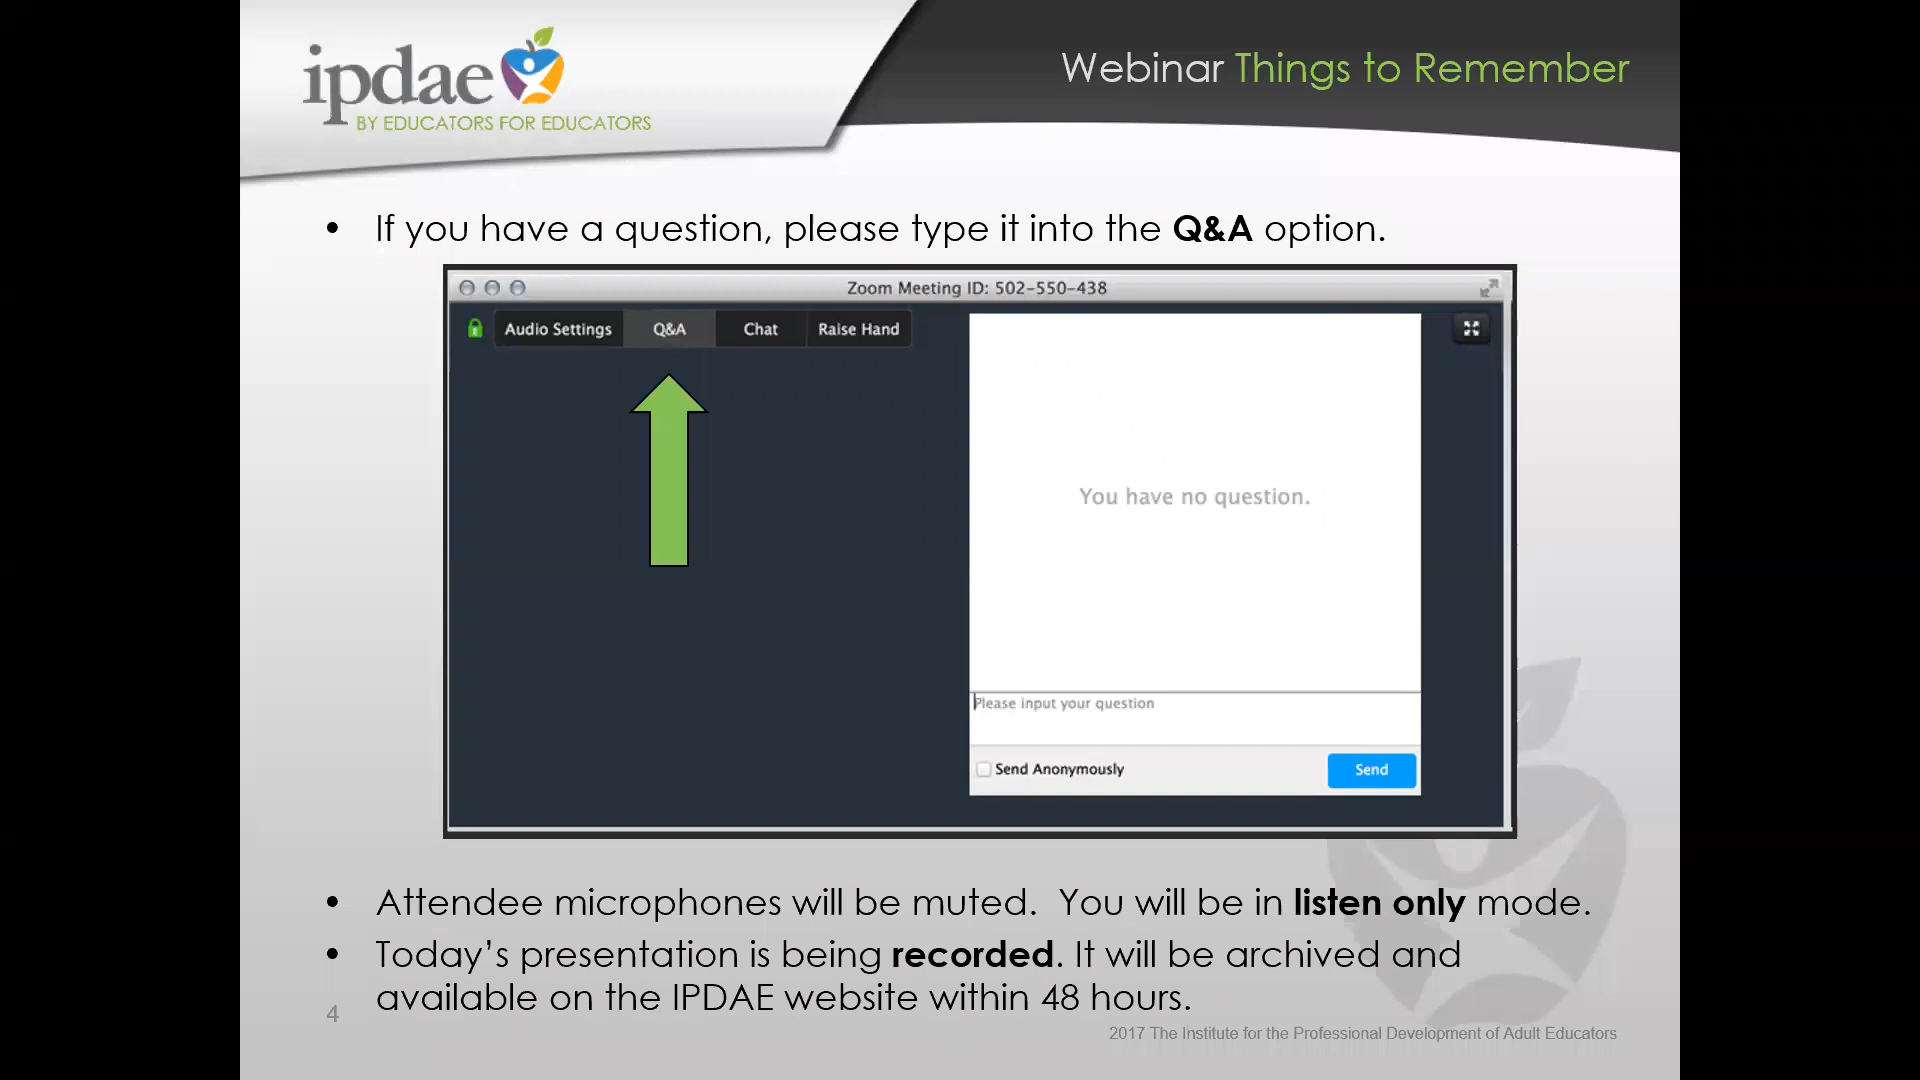 ipdae
BY EDUCATORS FOR EDUCATORS
Webinar Things to Remember
• If you have a question, please type it into the Q&A option.
Zoom Meeting ID: 502-550-438
Audio Settings Q&A Chat Raise Hand
You have no question.
Please input your question
Send Anonymously Send
• Attendee microphones will be muted.  You will be in listen only mode.
• Today’s presentation is being recorded. It will be archived and
available on the IPDAE website within 48 hours.
4
2017 The Institute for the Professional Development of Adult Educators